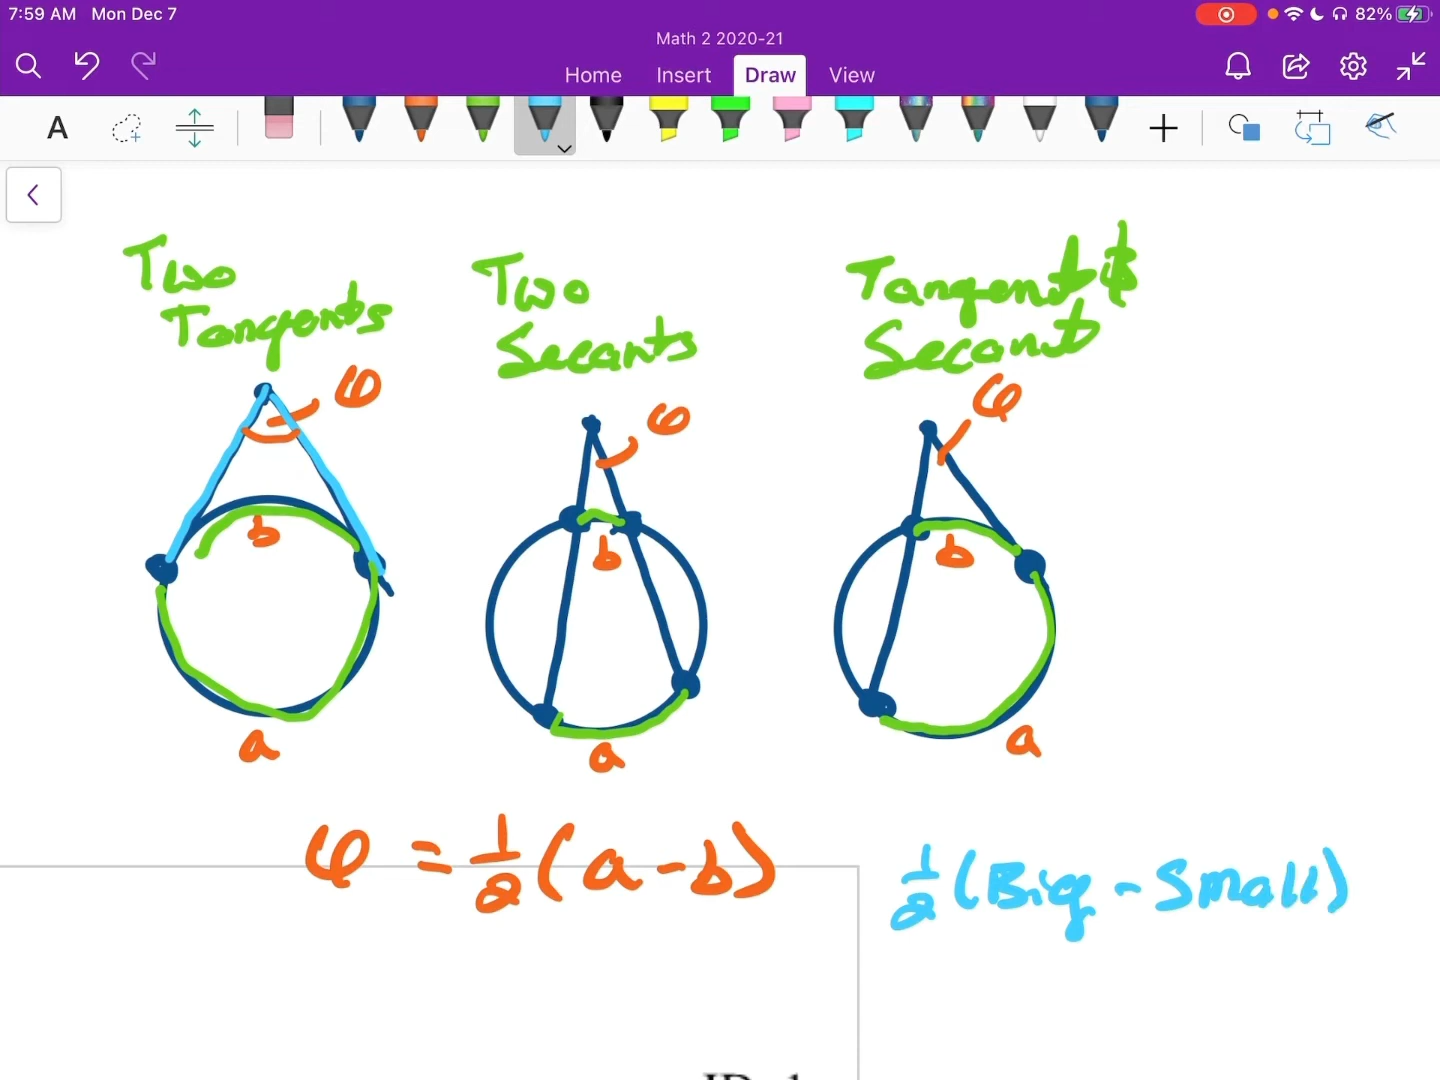 7:59 AM Mon Dec 7
82%
Math 2 2020-21
Home Insert Draw View
A
Two
Tangents
Two
Secants
Tangent &
Secant
φ
φ
φ
b
b
b
a
a
a
φ = 1/2 (a - b)
1/2 (Big - Small)